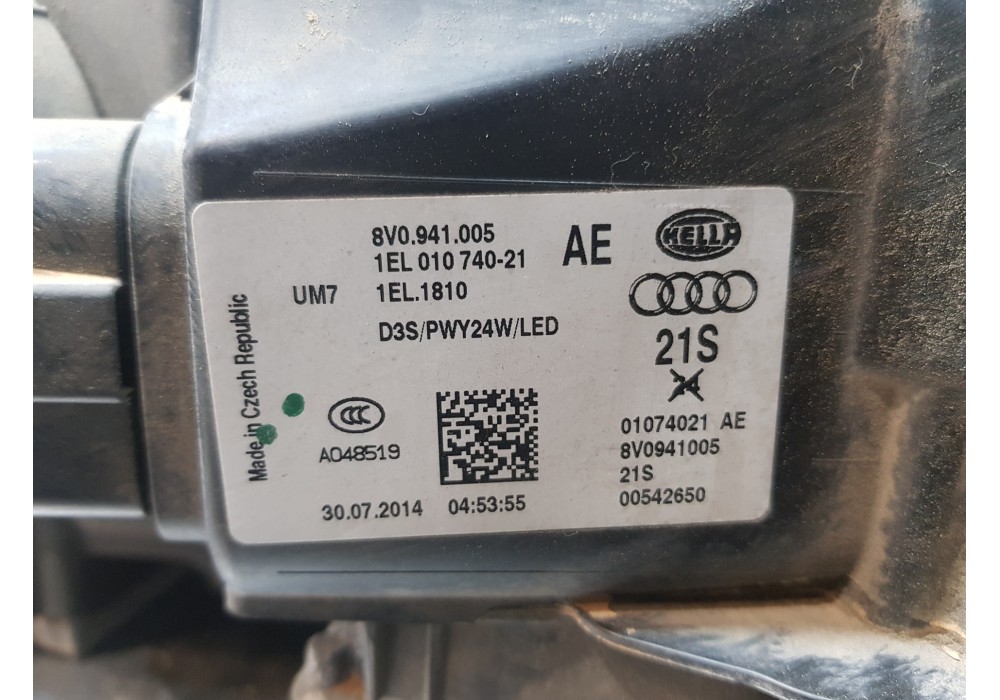 8V0.941.005
1EL 010 740-21
AE
HELLA
UM7
1EL.1810
D3S/PWY24W/LED
21S
Made in Czech Republic
CCC
A048519
01074021 AE
8V0941005
21S
00542650
30.07.2014 04:53:55